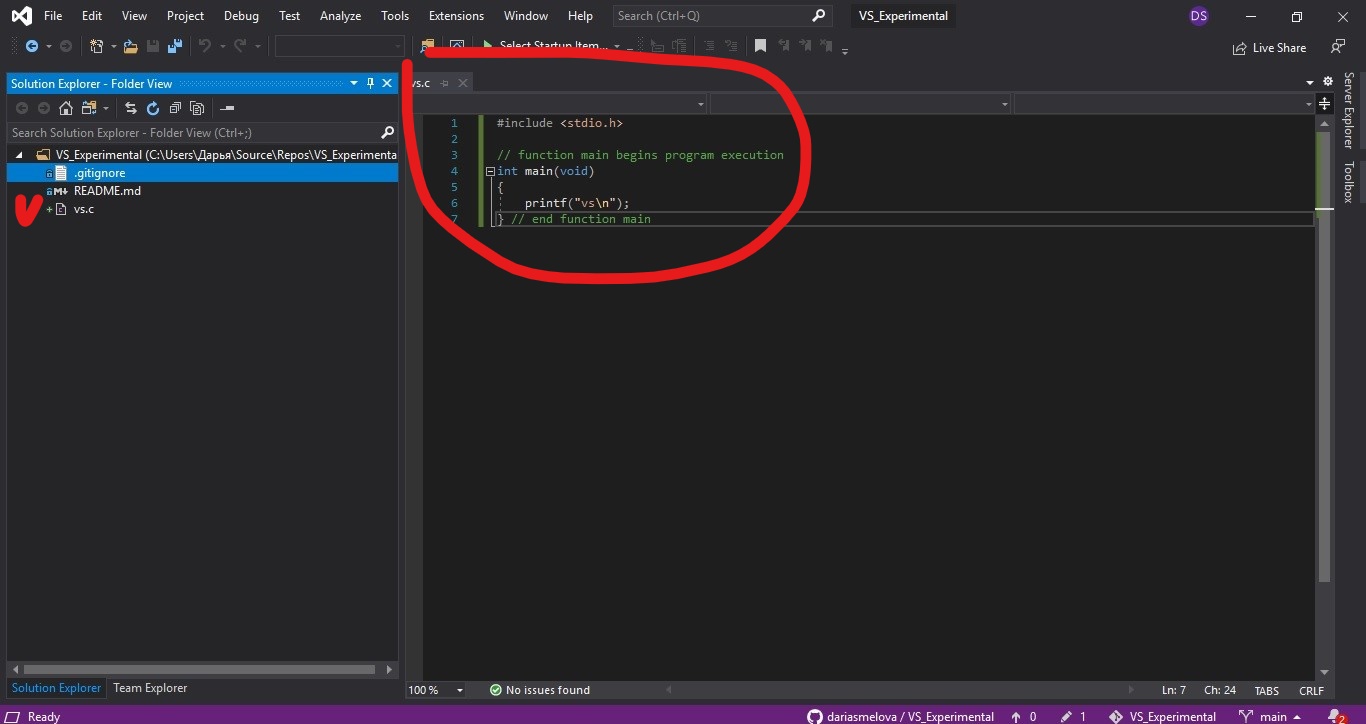 File Edit View Project Debug Test Analyze Tools Extensions Window Help Search (Ctrl+Q) VS_Experimental DS
Select Startup Item... Live Share
Solution Explorer - Folder View
vs.c
Search Solution Explorer - Folder View (Ctrl+;)
VS_Experimental (C:\Users\Дарья\Source\Repos\VS_Experimenta
.gitignore
README.md
vs.c
1 #include <stdio.h>
2
3 // function main begins program execution
4 int main(void)
5 {
6 printf("vs\n");
7 } // end function main
Server Explorer
Toolbox
100 % No issues found Ln: 7 Ch: 24 TABS CRLF
Solution Explorer Team Explorer
Ready dariasmelova / VS_Experimental 0 1 VS_Experimental main 2